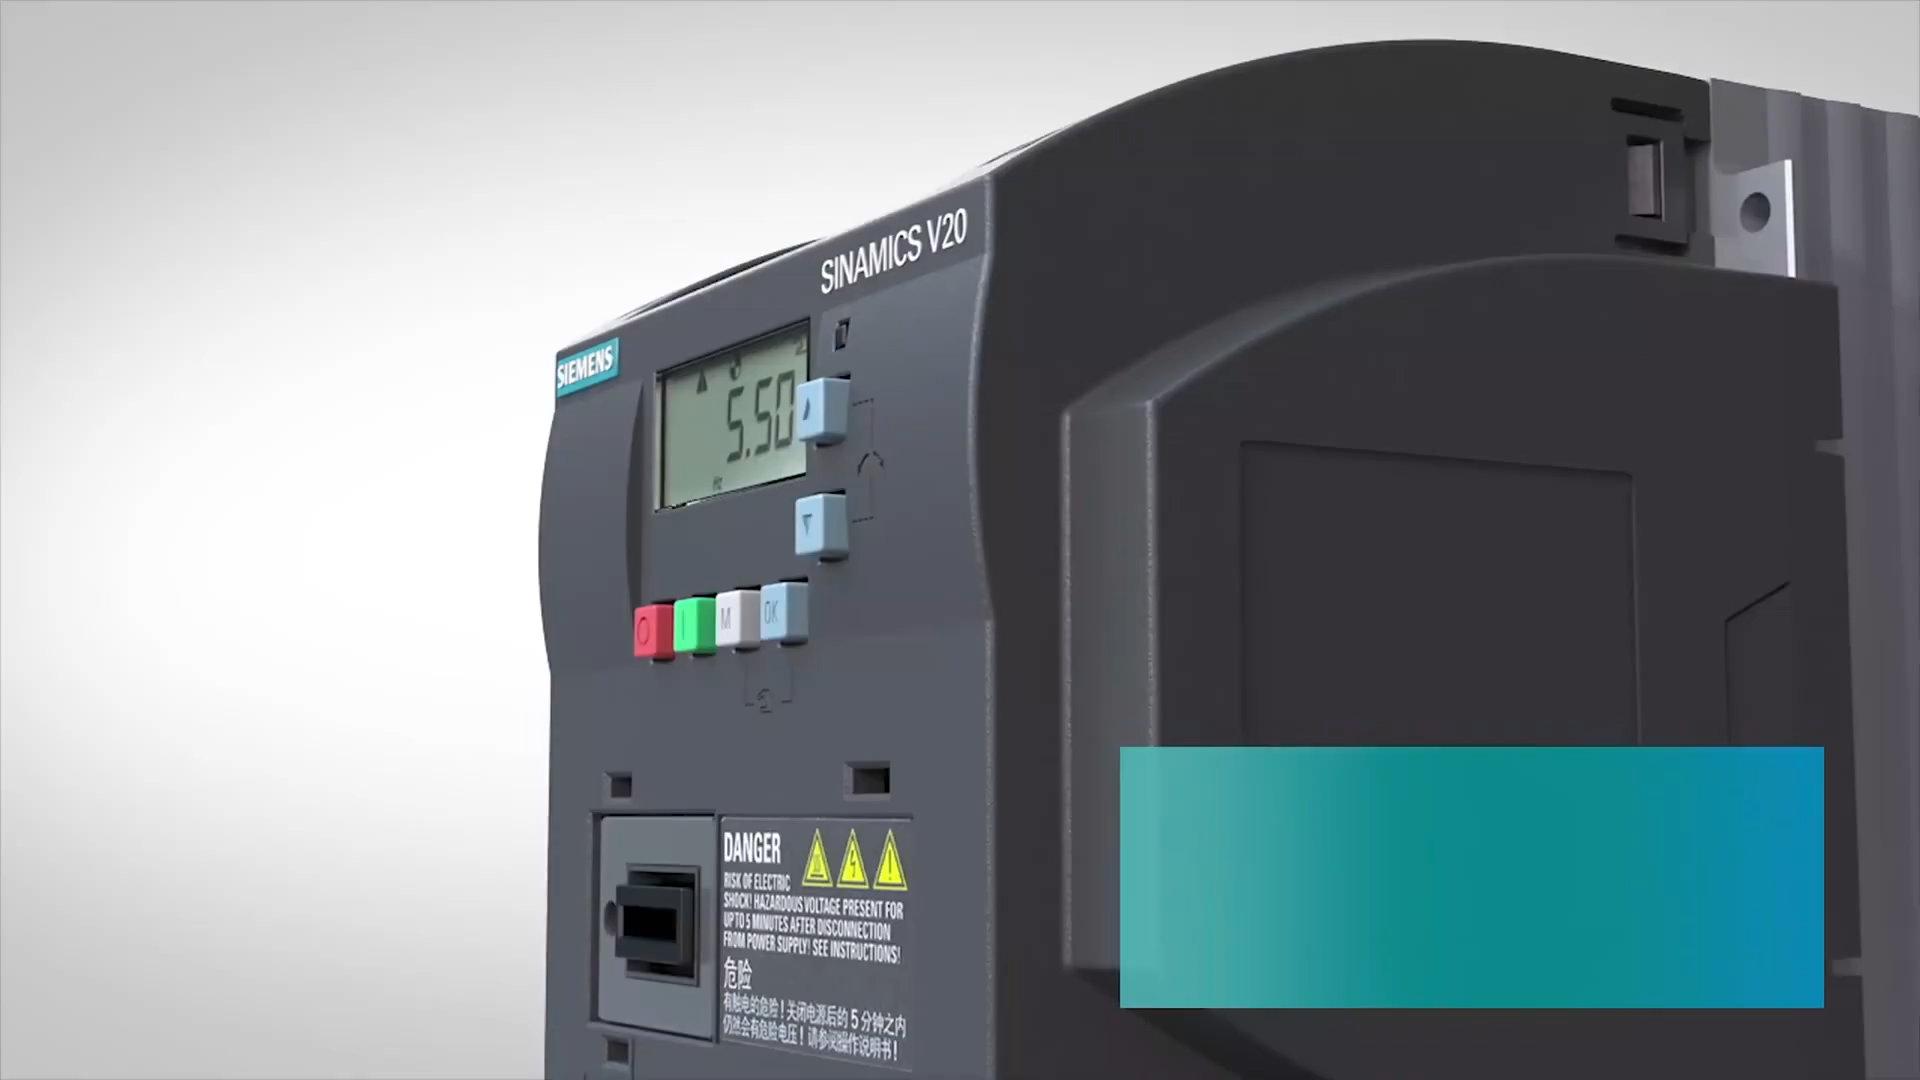 SINAMICS V20
SIEMENS
5.50
Hz
M
OK
DANGER
RISK OF ELECTRIC
SHOCK! HAZARDOUS VOLTAGE PRESENT FOR
UP TO 5 MINUTES AFTER DISCONNECTION
FROM POWER SUPPLY! SEE INSTRUCTIONS!
危险
有触电的危险！关闭电源后的 5 分钟之内
仍然会有危险电压！请参阅操作说明书！